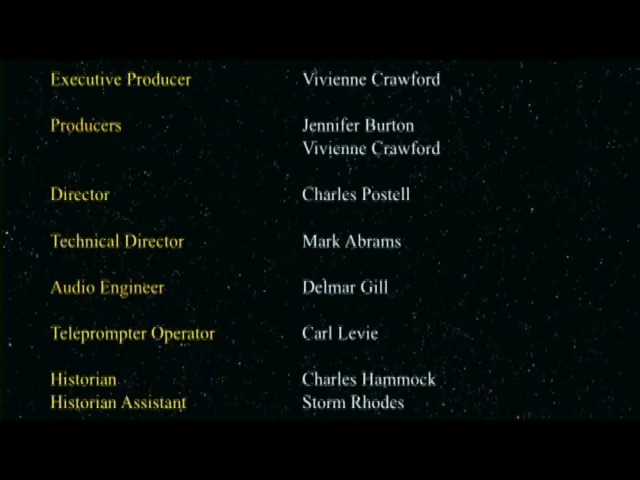 Executive Producer Vivienne Crawford
Producers Jennifer Burton
Vivienne Crawford
Director Charles Postell
Technical Director Mark Abrams
Audio Engineer Delmar Gill
Teleprompter Operator Carl Levie
Historian Charles Hammock
Historian Assistant Storm Rhodes